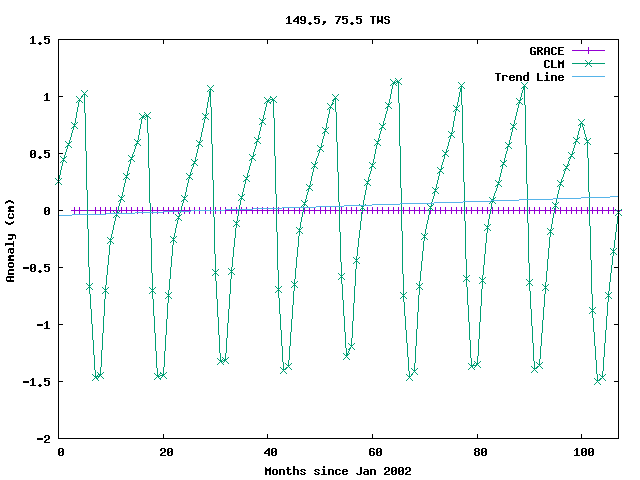 149.5, 75.5 TWS
GRACE
CLM
Trend Line
1.5
1
0.5
0
-0.5
-1
-1.5
-2
Anomaly (cm)
0 20 40 60 80 100
Months since Jan 2002